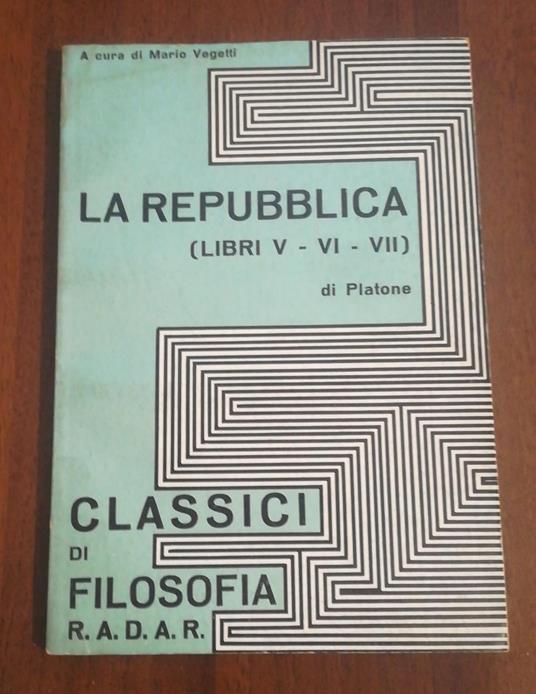 A cura di Mario Vegetti
LA REPUBBLICA
(LIBRI V - VI - VII)
di Platone
CLASSICI
DI
FILOSOFIA
R. A. D. A. R.